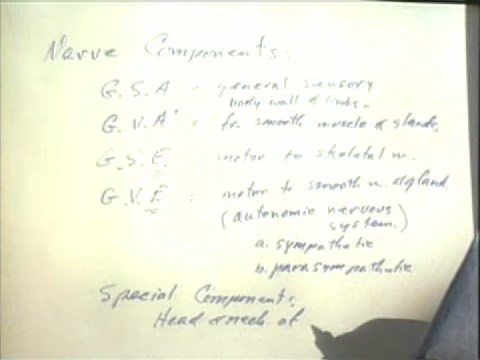 Nerve Components:
G.S.A = general sensory
body wall & limbs.
G.V.A = fr. smooth muscle & glands.
G.S.E. = motor to skeletal m.
G.V.E = motor to smooth m. & gland.
(autonomic nervous
system.)
a. sympathetic
b. parasympathetic
Special Components,
Head & neck of